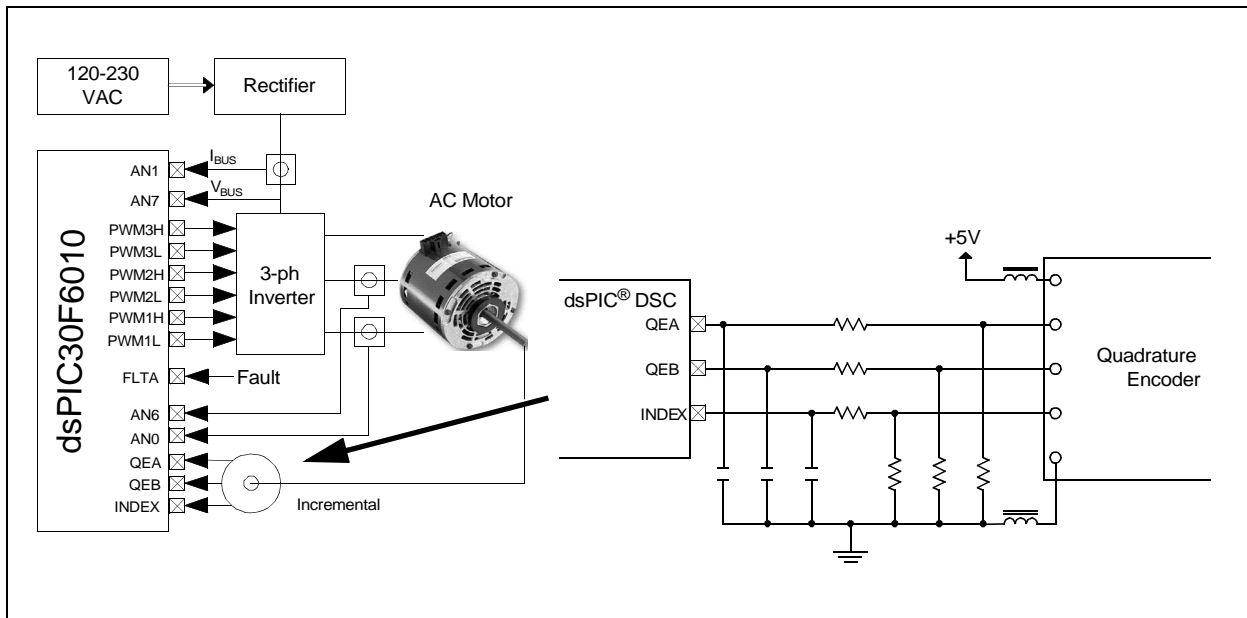 120-230
VAC
Rectifier
dsPIC30F6010
AN1
IBUS
AN7
VBUS
PWM3H
PWM3L
PWM2H
PWM2L
PWM1H
PWM1L
3-ph
Inverter
AC Motor
FLTA
Fault
AN6
AN0
QEA
QEB
INDEX
Incremental
+5V
dsPIC® DSC
QEA
QEB
INDEX
Quadrature
Encoder